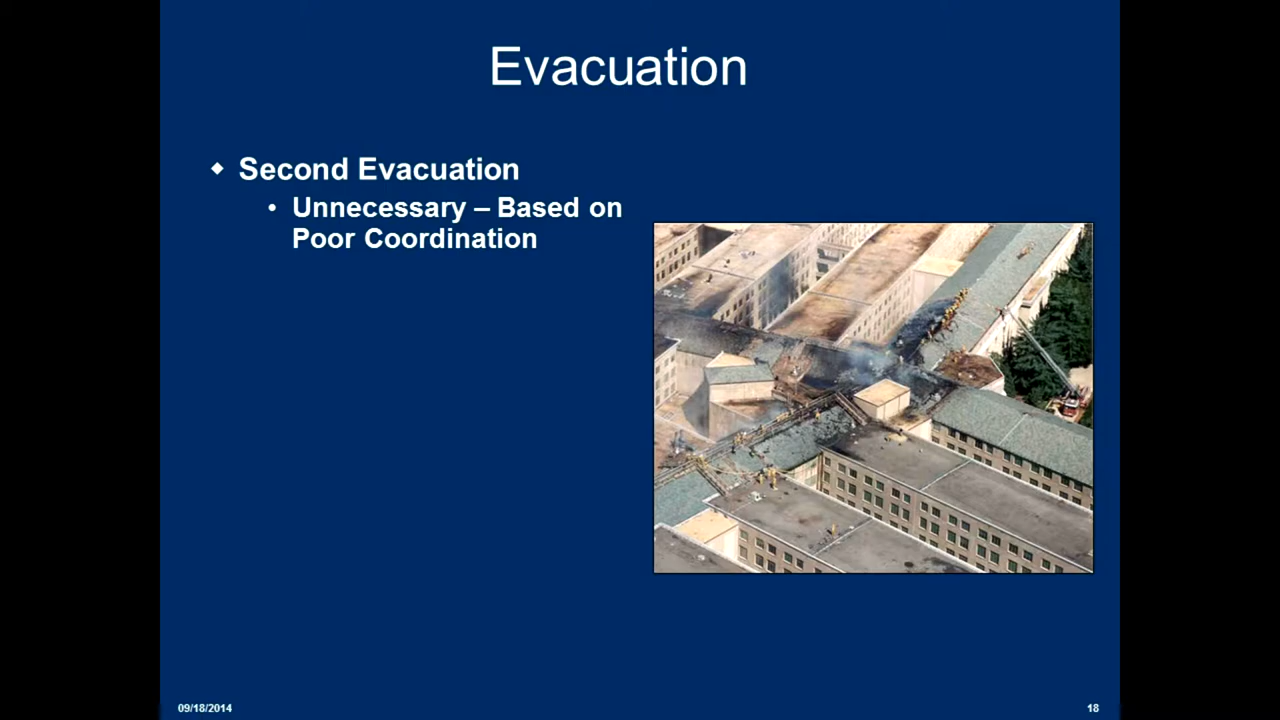 Evacuation
Second Evacuation
Unnecessary – Based on
Poor Coordination
09/18/2014
18